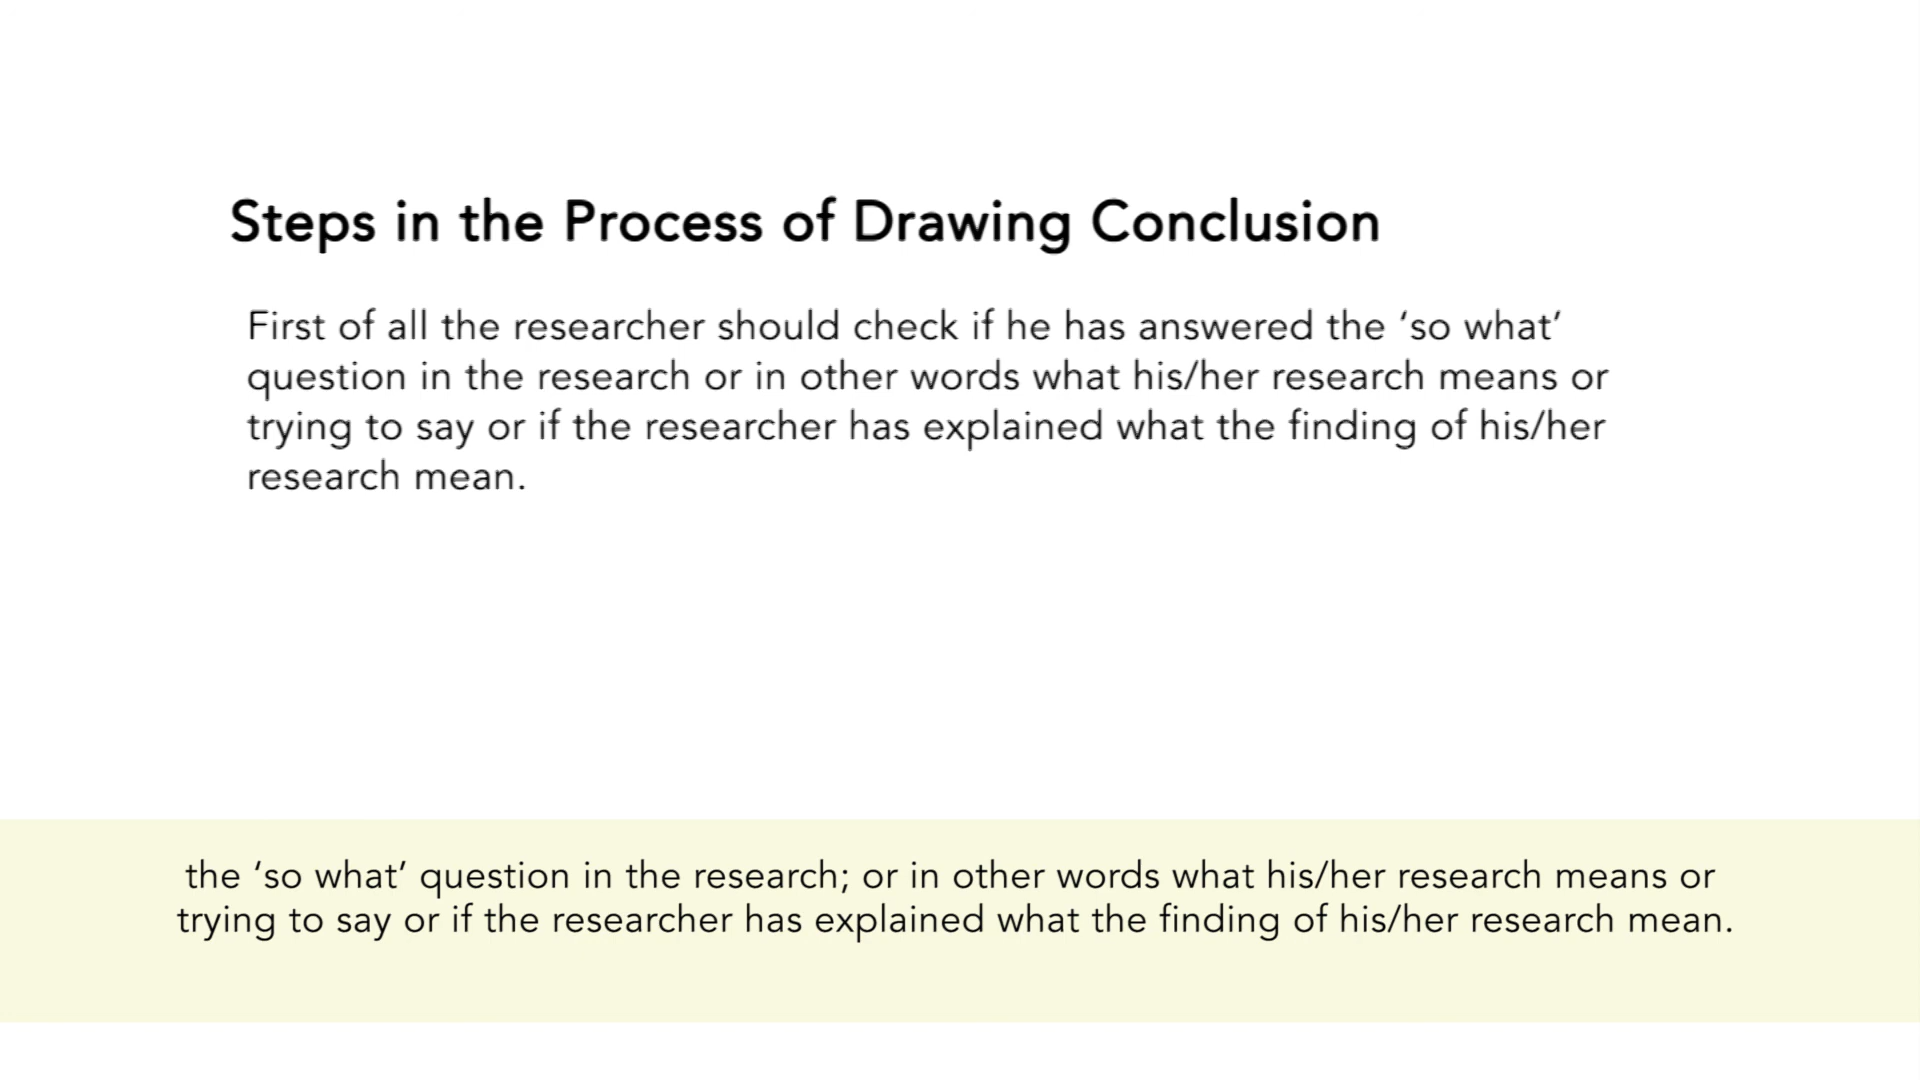 Steps in the Process of Drawing Conclusion
First of all the researcher should check if he has answered the ‘so what’
question in the research or in other words what his/her research means or
trying to say or if the researcher has explained what the finding of his/her
research mean.
the ‘so what’ question in the research; or in other words what his/her research means or
trying to say or if the researcher has explained what the finding of his/her research mean.